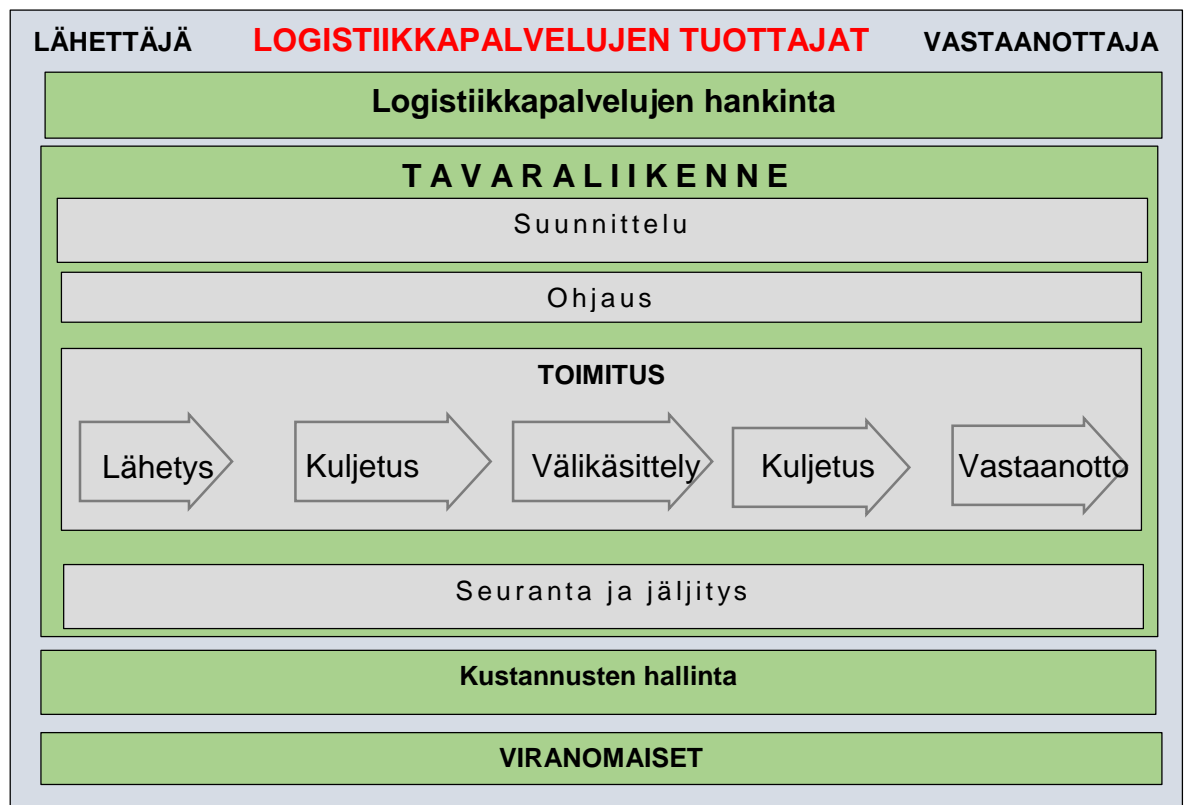 LÄHETTÄJÄ LOGISTIIKKAPALVELUJEN TUOTTAJAT VASTAANOTTAJA
Logistiikkapalvelujen hankinta
TAVARALIIKENNE
Suunnittelu
Ohjaus
TOIMITUS
Lähetys Kuljetus Välikäsittely Kuljetus Vastaanotto
Seuranta ja jäljitys
Kustannusten hallinta
VIRANOMAISET